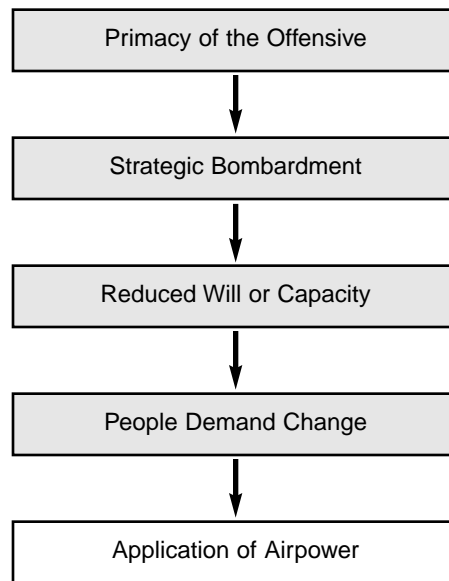 Primacy of the Offensive
Strategic Bombardment
Reduced Will or Capacity
People Demand Change
Application of Airpower